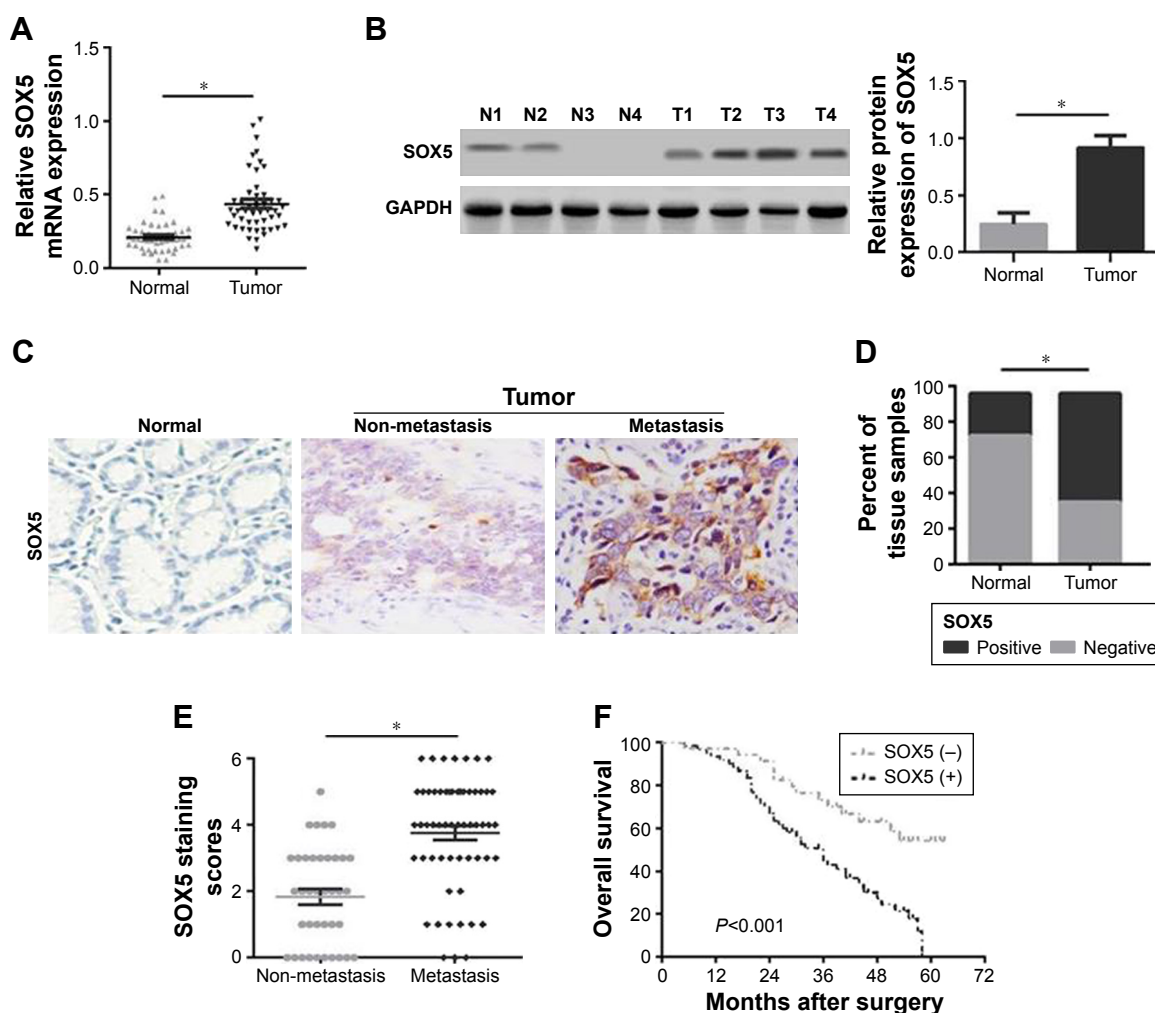 A
Relative SOX5
mRNA expression
1.5
1.0
0.5
0.0
*
Normal
Tumor
B
N1 N2 N3 N4 T1 T2 T3 T4
SOX5
GAPDH
Relative protein
expression of SOX5
1.5
1.0
0.5
0.0
*
Normal
Tumor
C
Tumor
Normal
Non-metastasis
Metastasis
SOX5
D
Percent of
tissue samples
100
80
60
40
20
0
*
Normal
Tumor
SOX5
Positive
Negative
E
SOX5 staining
scores
6
4
2
0
*
Non-metastasis
Metastasis
F
Overall survival
100
80
60
40
20
0
SOX5 (–)
SOX5 (+)
P<0.001
0 12 24 36 48 60 72
Months after surgery